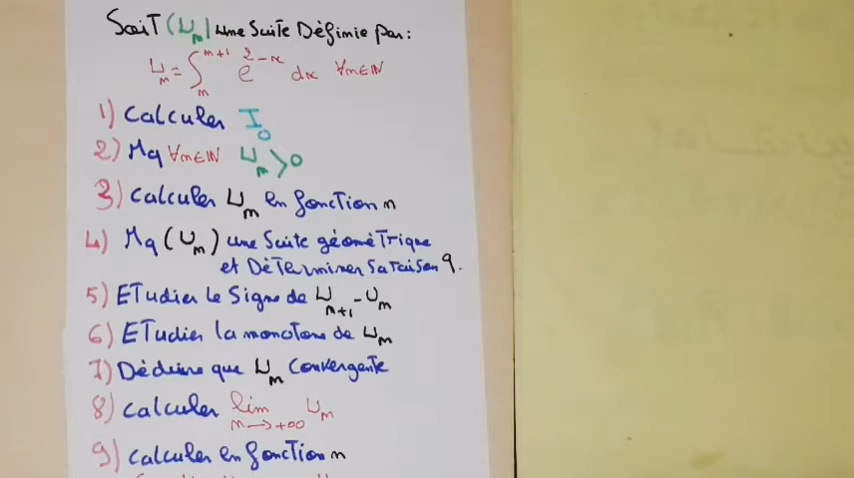 Soit (Un) une Suite Définie par:
Un = ∫ₙⁿ⁺¹ e²⁻ˣ dx ∀n∈IN
1) Calculer I₀
2) Mq ∀n∈IN Un > 0
3) Calculer Un en fonction n
4) Mq (Un) une Suite géométrique
et Déterminer sa raison q.
5) Etudier le Signe de Un+1 - Un
6) Etudier la monotone de Un
7) Déduire que Un Convergente
8) Calculer lim n→+∞ Un
9) Calculer en fonction n